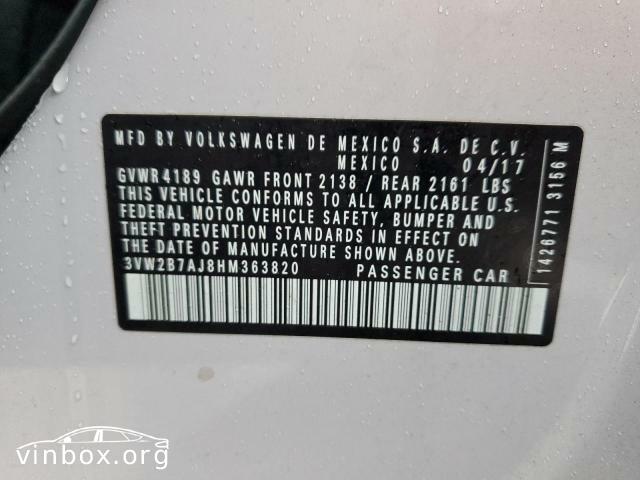 MFD BY VOLKSWAGEN DE MEXICO S.A. DE C.V.
MEXICO 04/17
GVWR 4189 GAWR FRONT 2138 / REAR 2161 LBS
THIS VEHICLE CONFORMS TO ALL APPLICABLE U.S.
FEDERAL MOTOR VEHICLE SAFETY, BUMPER AND
THEFT PREVENTION STANDARDS IN EFFECT ON
THE DATE OF MANUFACTURE SHOWN ABOVE.
3VW2B7AJ8HM363820 PASSENGER CAR
1426771 3156 M
vinbox.org